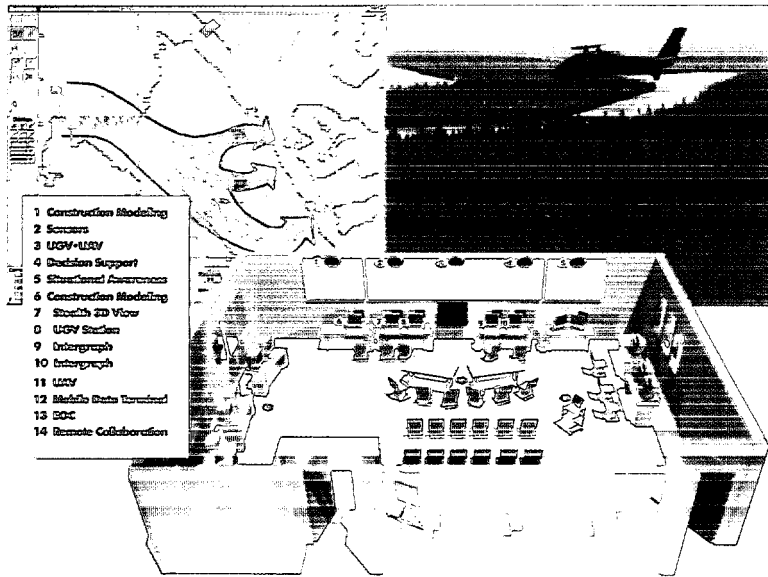 1 Construction Modeling
2 Sensors
3 UGV•UAV
4 Decision Support
5 Situational Awareness
6 Construction Modeling
7 Stealth 3D View
8 UGV Station
9 Intergraph
10 Intergraph
11 UAV
12 Mobile Data Terminal
13 EOC
14 Remote Collaboration